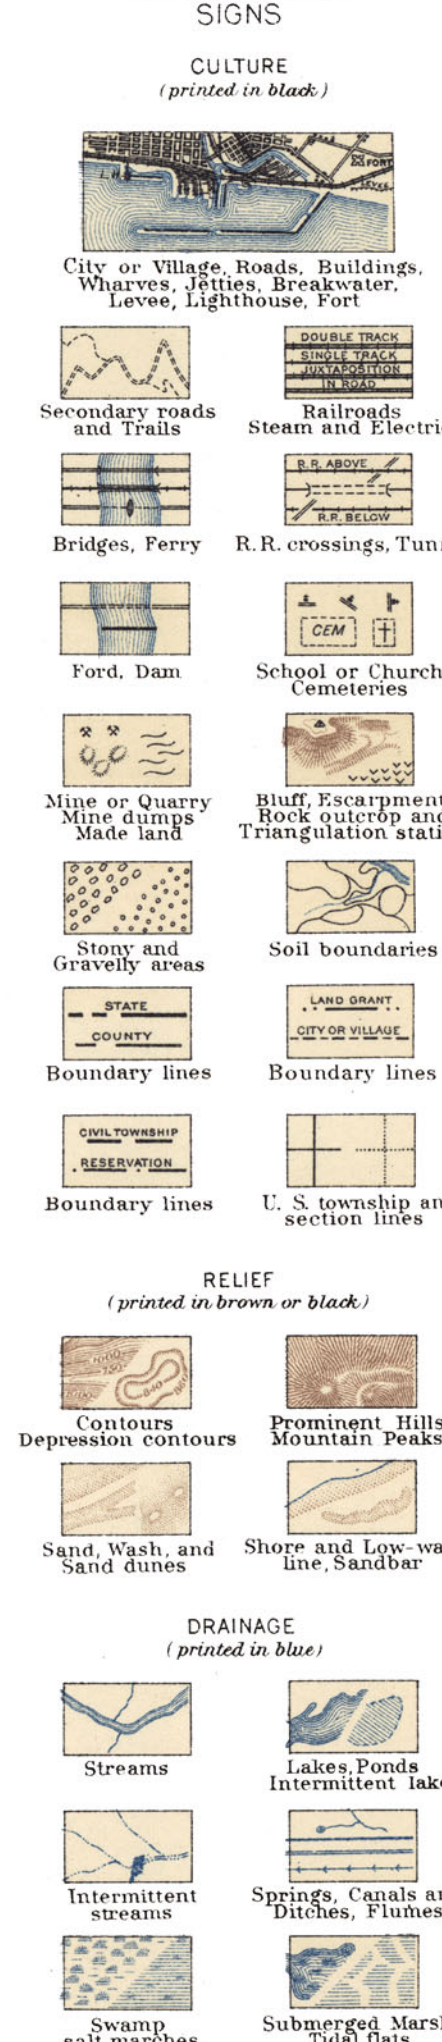 SIGNS
CULTURE
(printed in black)
FORT
LEVEE
L.H.
City or Village, Roads, Buildings,
Wharves, Jetties, Breakwater,
Levee, Lighthouse, Fort
DOUBLE TRACK
SINGLE TRACK
JUXTAPOSITION
IN ROAD
Secondary roads
and Trails
Railroads
Steam and Electri
R.R. ABOVE
R.R. BELOW
Bridges, Ferry
R.R. crossings, Tunn
CEM
Ford, Dam
School or Church
Cemeteries
Mine or Quarry
Mine dumps
Made land
Bluff, Escarpment
Rock outcrop and
Triangulation stati
Stony and
Gravelly areas
Soil boundaries
STATE
COUNTY
Boundary lines
LAND GRANT
CITY OR VILLAGE
Boundary lines
CIVIL TOWNSHIP
RESERVATION
Boundary lines
U. S. township an
section lines
RELIEF
(printed in brown or black)
Contours
Depression contours
Prominent Hills
Mountain Peaks
Sand, Wash, and
Sand dunes
Shore and Low-wa
line, Sandbar
DRAINAGE
(printed in blue)
Streams
Lakes, Ponds
Intermittent lake
Intermittent
streams
Springs, Canals an
Ditches, Flumes
Swamp
salt marshes
Submerged Marsh
Tidal flats